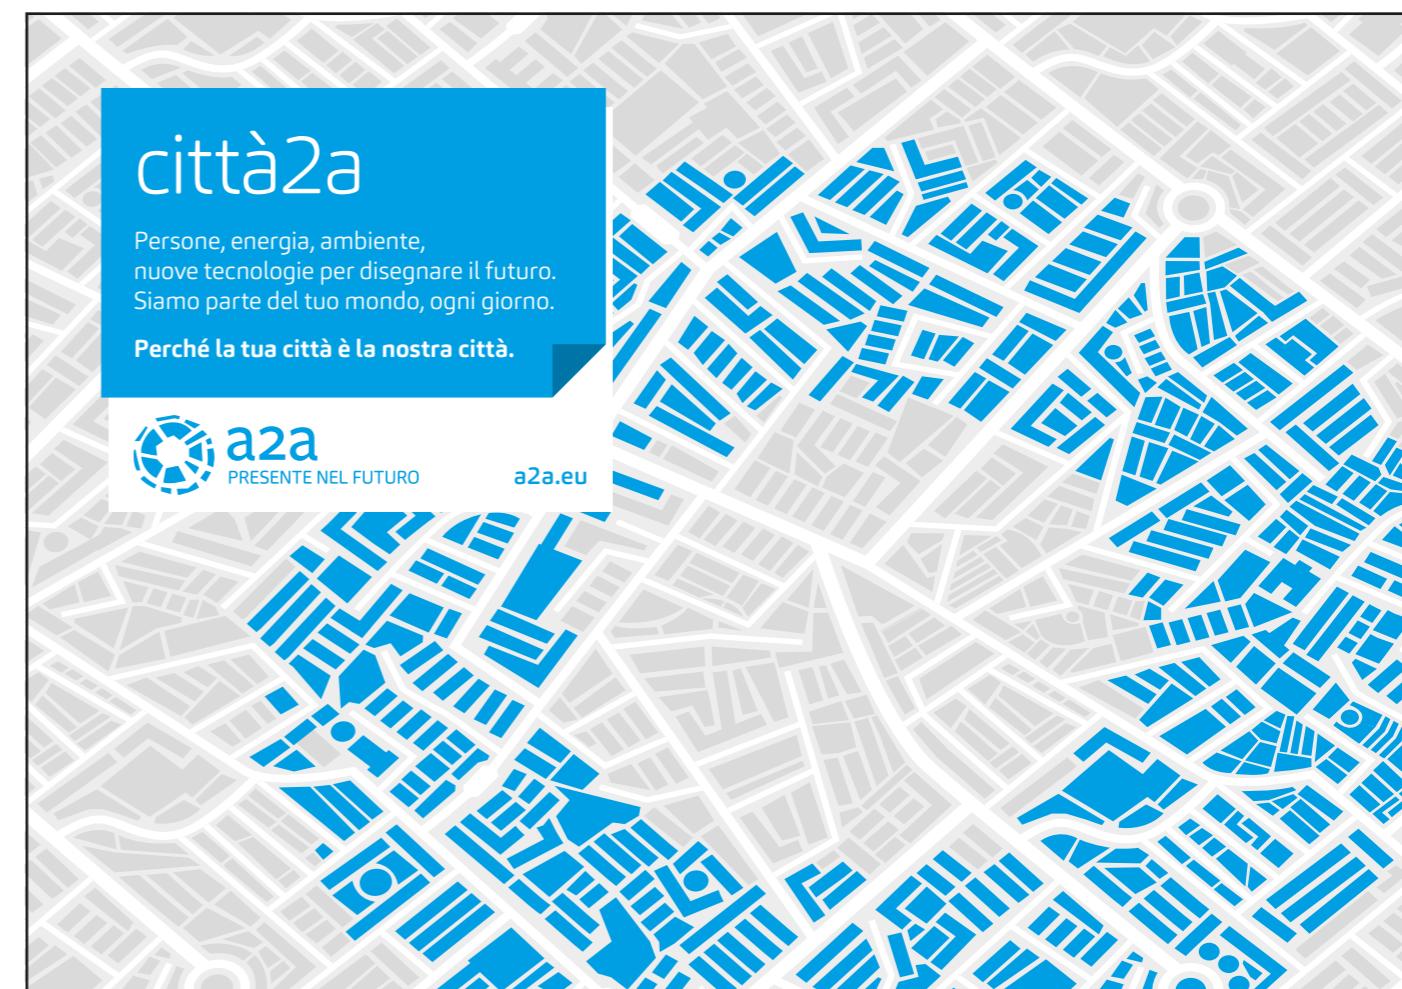 città2a
Persone, energia, ambiente,
nuove tecnologie per disegnare il futuro.
Siamo parte del tuo mondo, ogni giorno.
Perché la tua città è la nostra città.
a2a
PRESENTE NEL FUTURO
a2a.eu